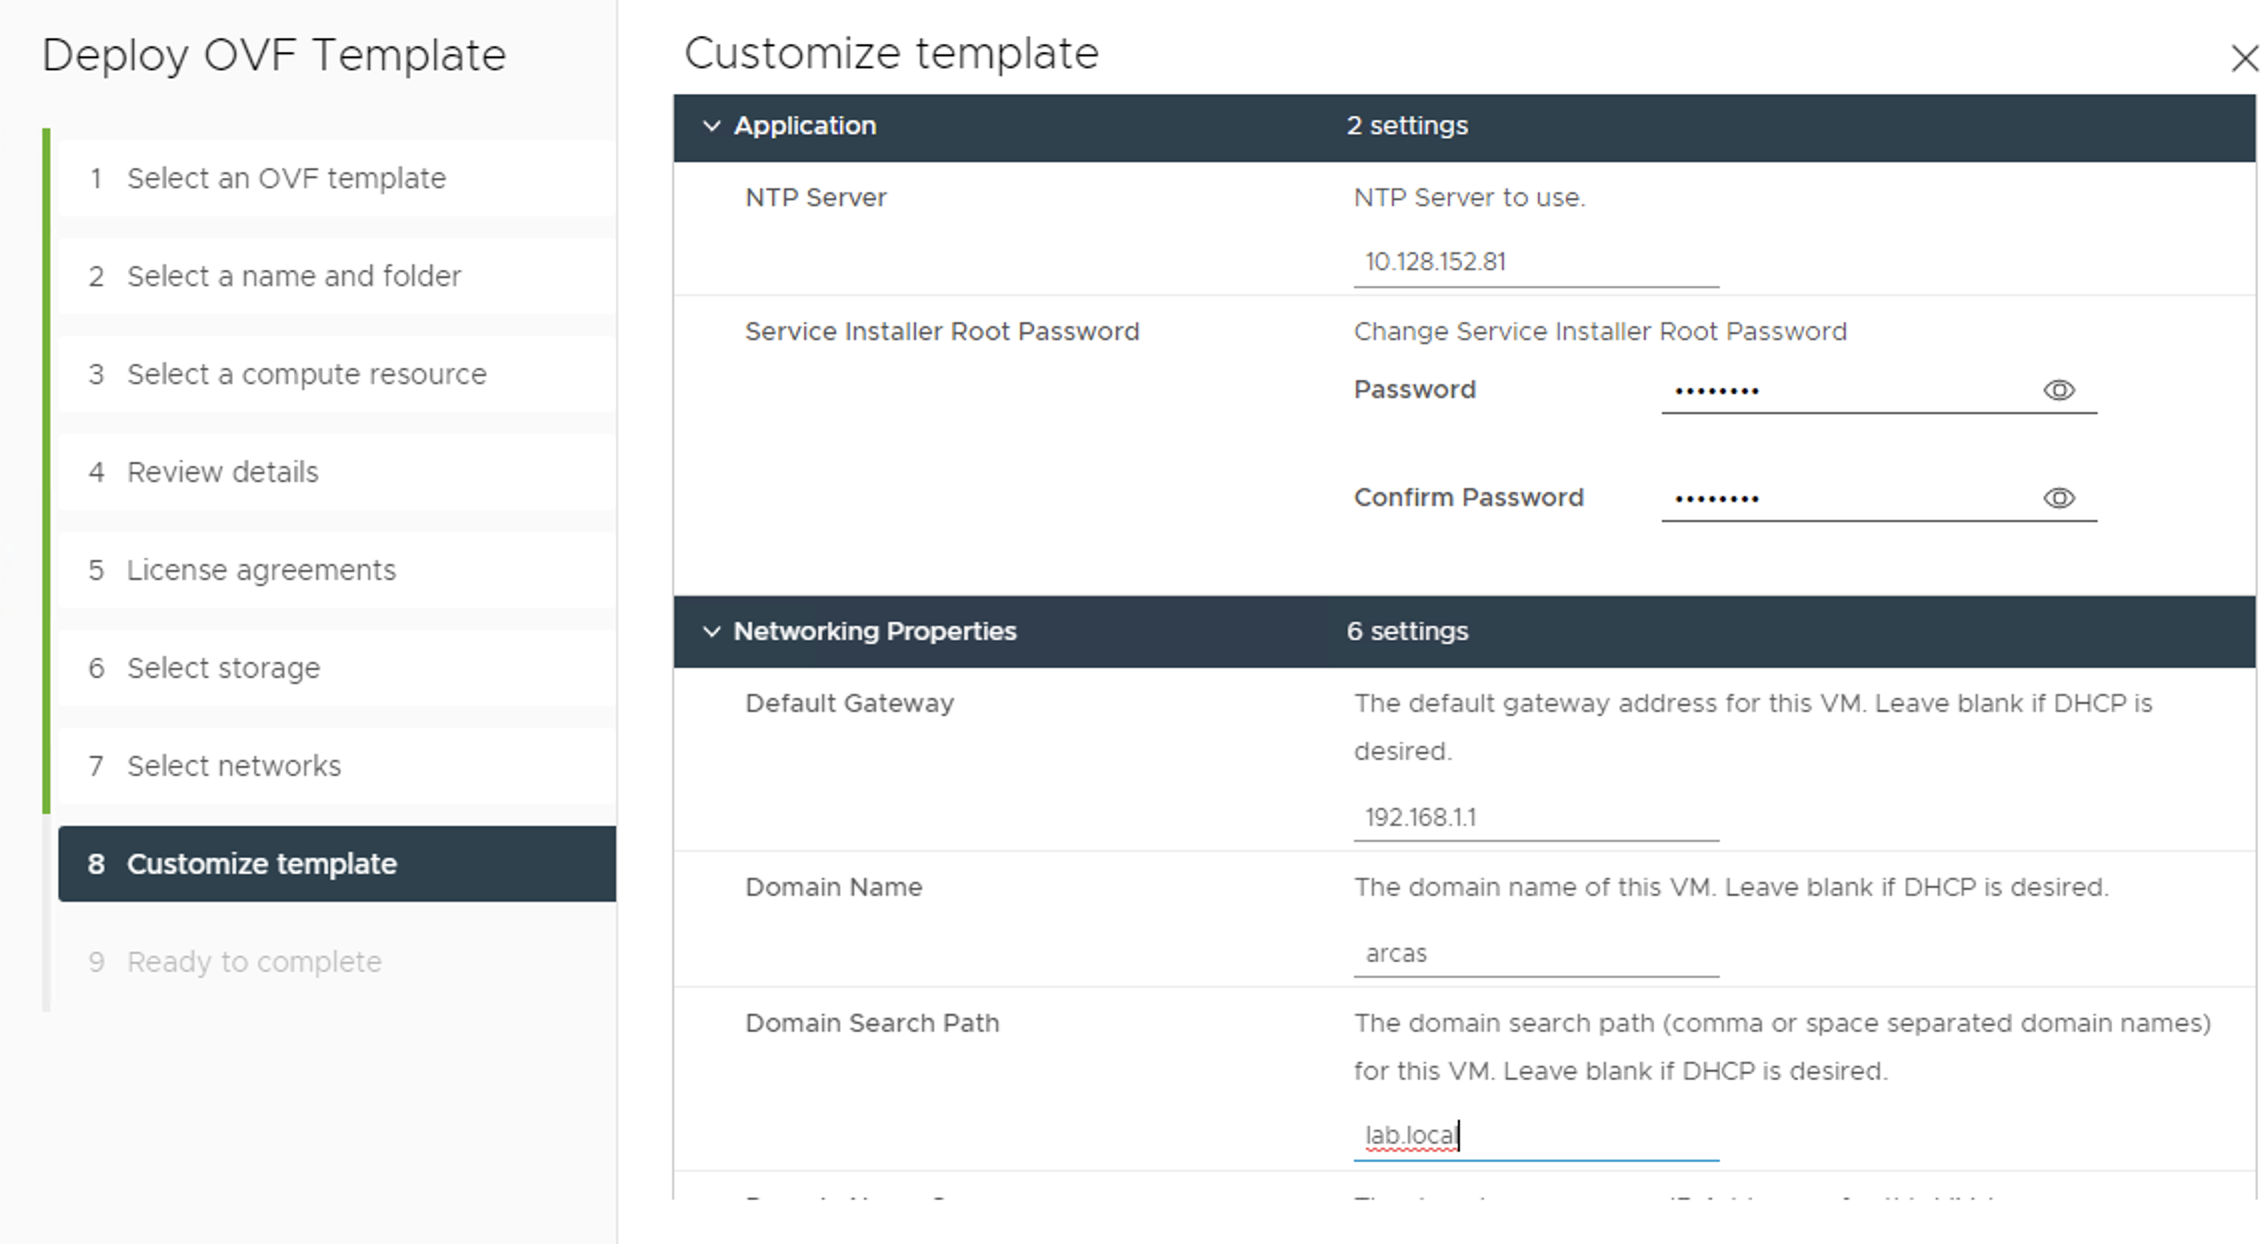 Deploy OVF Template
1 Select an OVF template
2 Select a name and folder
3 Select a compute resource
4 Review details
5 License agreements
6 Select storage
7 Select networks
8 Customize template
9 Ready to complete
Customize template
Application 2 settings
NTP Server NTP Server to use.
10.128.152.81
Service Installer Root Password Change Service Installer Root Password
Password ••••••••
Confirm Password ••••••••
Networking Properties 6 settings
Default Gateway The default gateway address for this VM. Leave blank if DHCP is
desired.
192.168.1.1
Domain Name The domain name of this VM. Leave blank if DHCP is desired.
arcas
Domain Search Path The domain search path (comma or space separated domain names)
for this VM. Leave blank if DHCP is desired.
lab.local